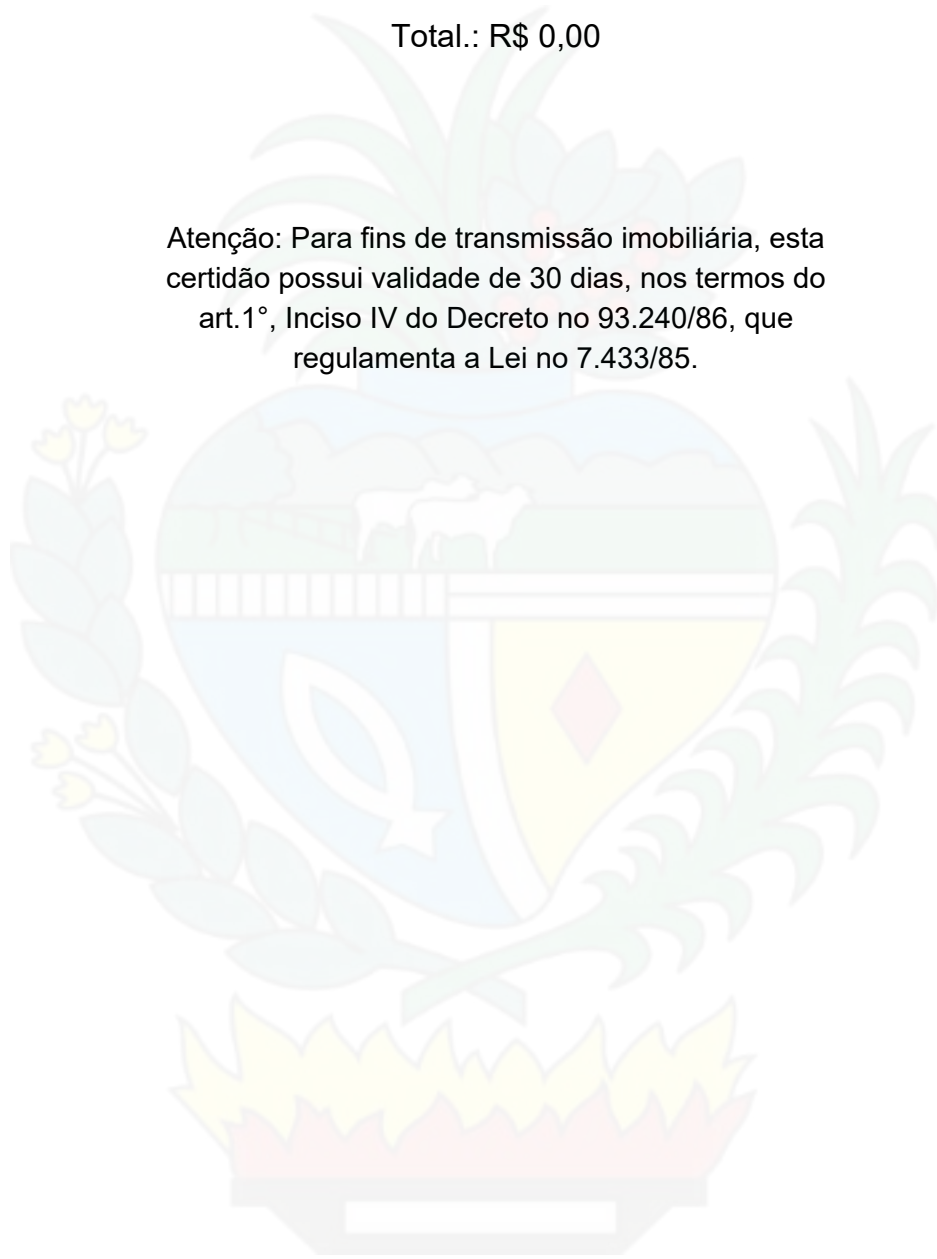 Total.: R$ 0,00
Atenção: Para fins de transmissão imobiliária, esta
certidão possui validade de 30 dias, nos termos do
art.1°, Inciso IV do Decreto no 93.240/86, que
regulamenta a Lei no 7.433/85.